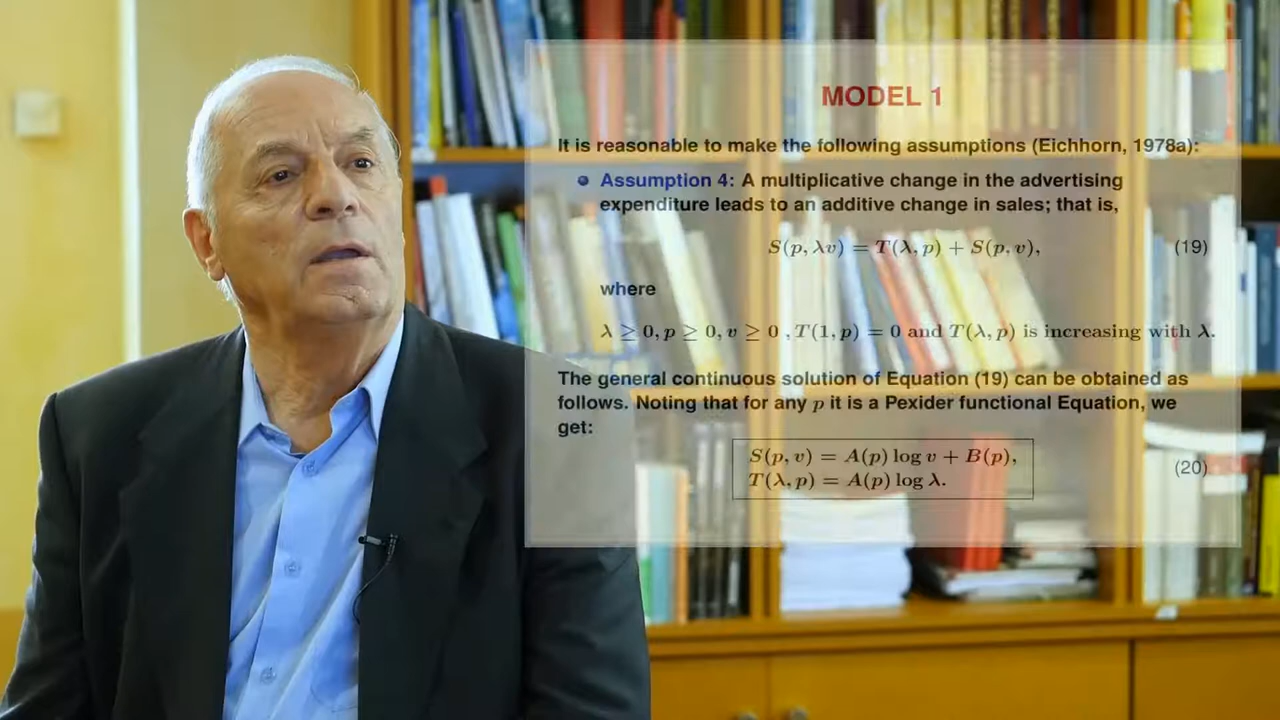 MODEL 1
It is reasonable to make the following assumptions (Eichhorn, 1978a):
Assumption 4: A multiplicative change in the advertising
expenditure leads to an additive change in sales; that is,
S(p, λv) = T(λ, p) + S(p, v), (19)
where
λ ≥ 0, p ≥ 0, v ≥ 0 , T(1, p) = 0 and T(λ, p) is increasing with λ.
The general continuous solution of Equation (19) can be obtained as
follows. Noting that for any p it is a Pexider functional Equation, we
get:
S(p, v) = A(p) log v + B(p),
T(λ, p) = A(p) log λ. (20)